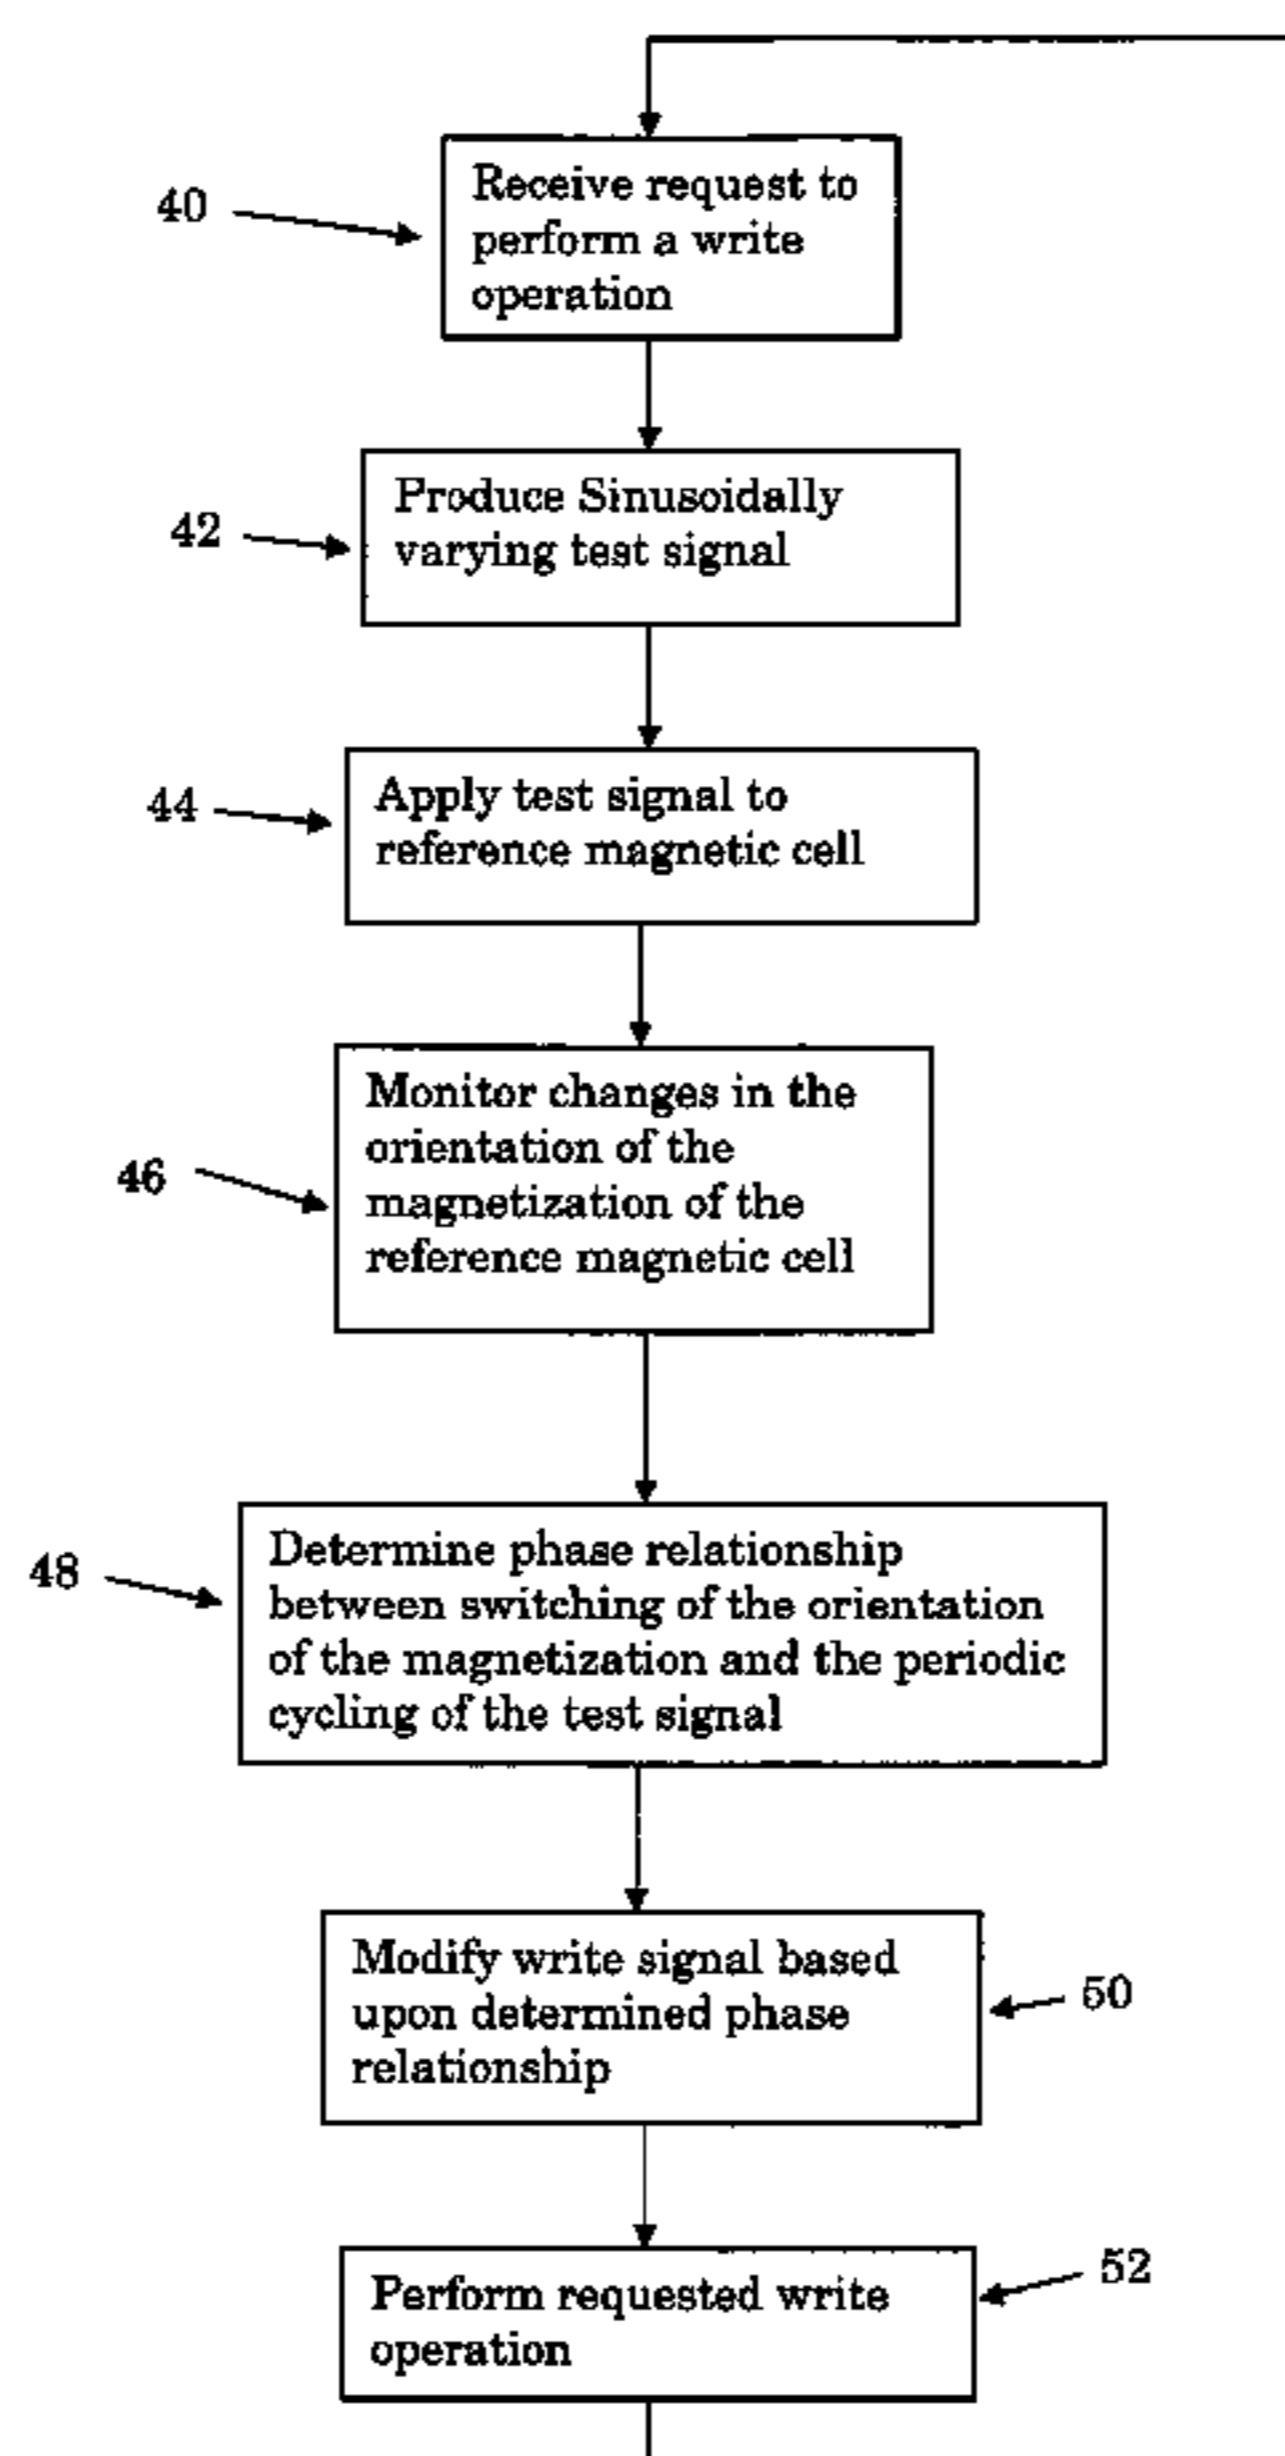 40
Receive request to
perform a write
operation
42
Produce Sinusoidally
varying test signal
44
Apply test signal to
reference magnetic cell
46
Monitor changes in the
orientation of the
magnetization of the
reference magnetic cell
48
Determine phase relationship
between switching of the orientation
of the magnetization and the periodic
cycling of the test signal
Modify write signal based
upon determined phase
relationship
50
Perform requested write
operation
52